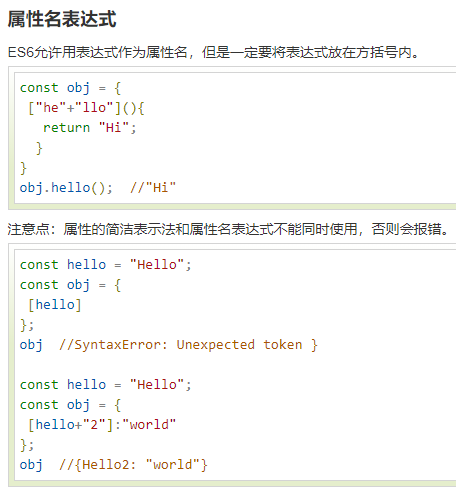 属性名表达式
ES6允许用表达式作为属性名，但是一定要将表达式放在方括号内。
const obj = {
 ["he"+"llo"](){
   return "Hi";
  }
}
obj.hello();  //"Hi"
注意点：属性的简洁表示法和属性名表达式不能同时使用，否则会报错。
const hello = "Hello";
const obj = {
 [hello]
};
obj  //SyntaxError: Unexpected token }

const hello = "Hello";
const obj = {
 [hello+"2"]:"world"
};
obj  //{Hello2: "world"}